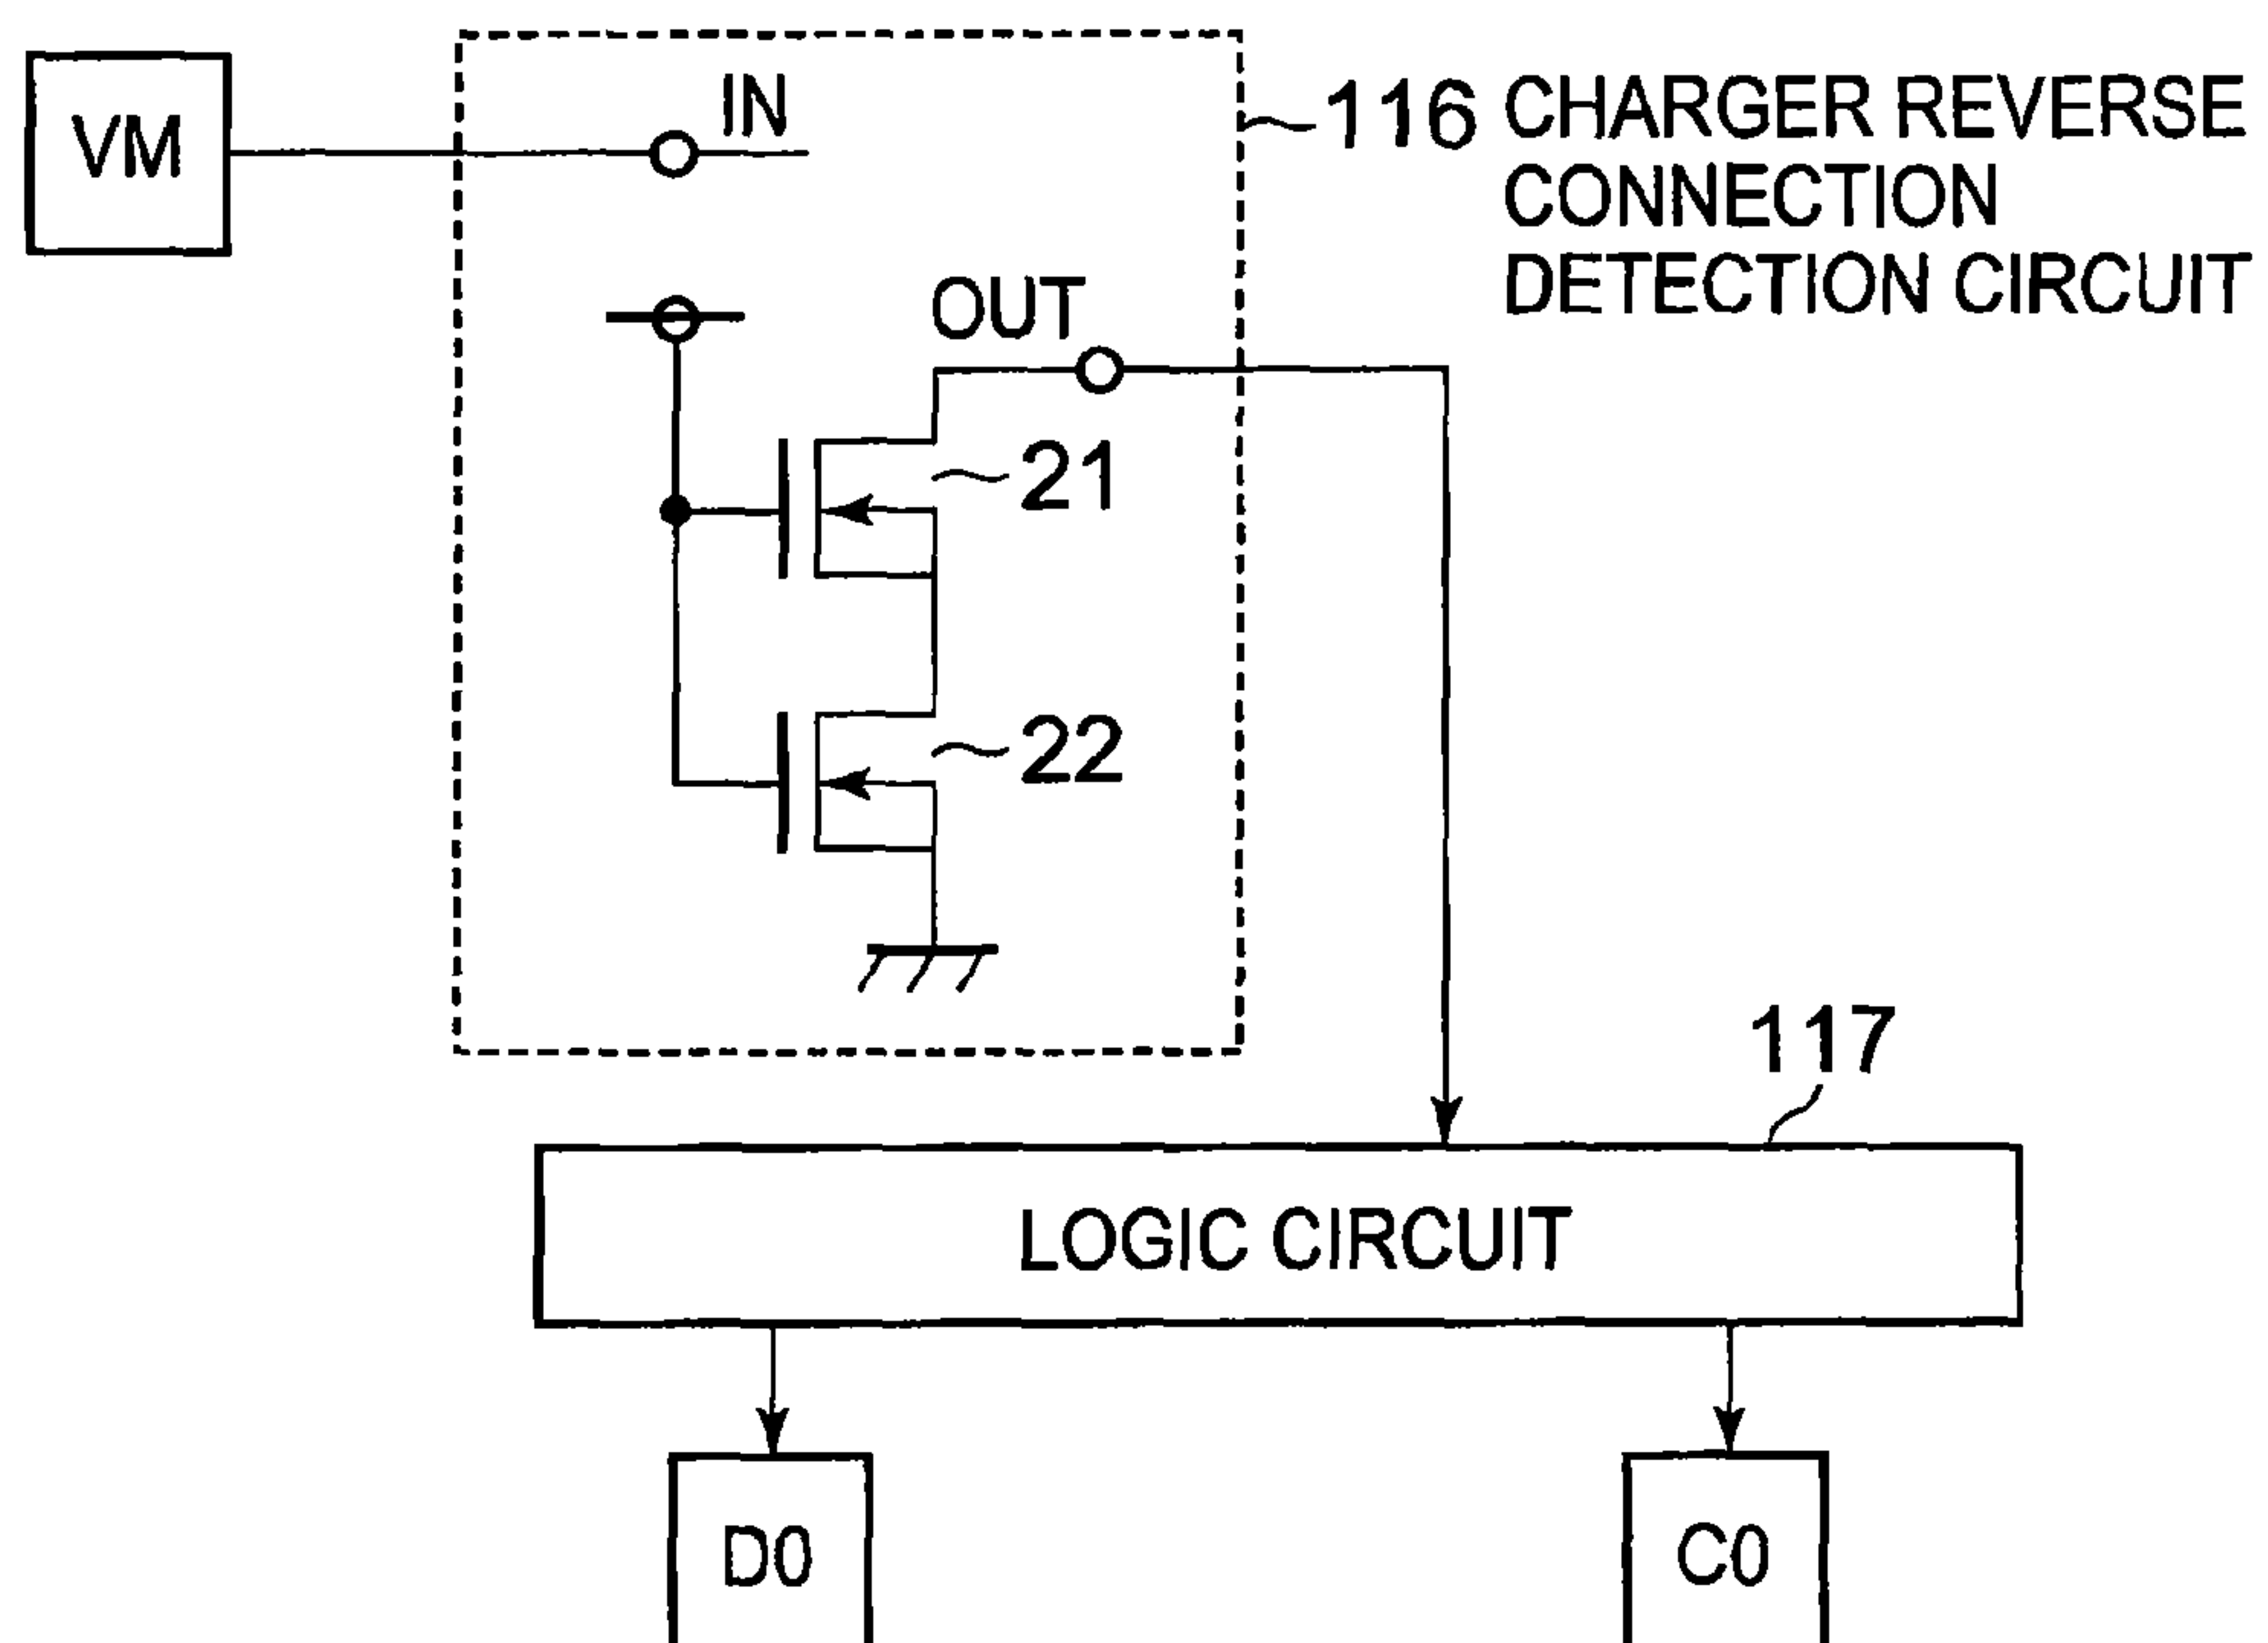 VM
IN
116 CHARGER REVERSE
CONNECTION
DETECTION CIRCUIT
OUT
21
22
117
LOGIC CIRCUIT
D0
C0